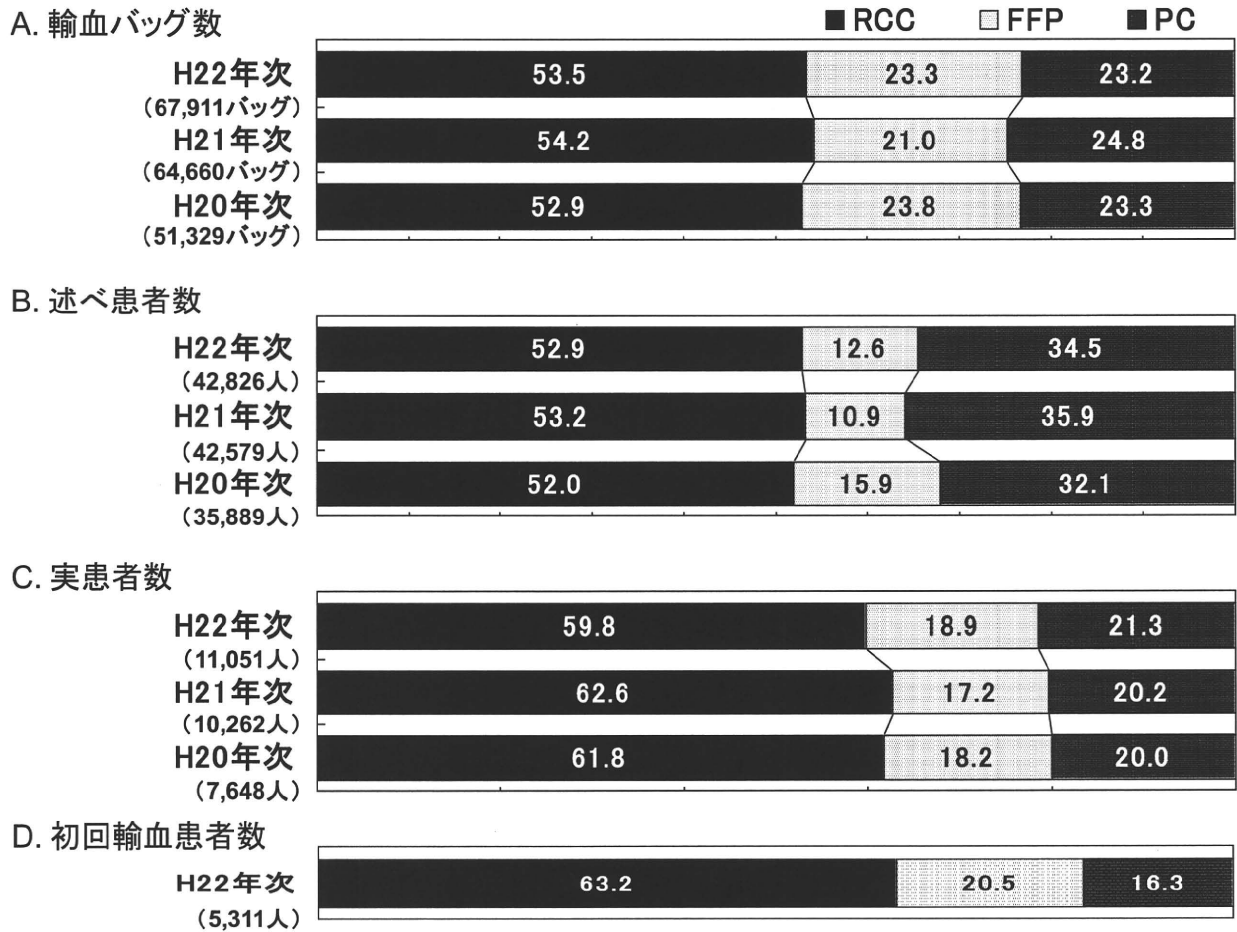 A. 輸血バッグ数
■ RCC □ FFP ■ PC
H22年次 53.5 23.3 23.2
(67,911バッグ)
H21年次 54.2 21.0 24.8
(64,660バッグ)
H20年次 52.9 23.8 23.3
(51,329バッグ)
B. 述べ患者数
H22年次 52.9 12.6 34.5
(42,826人)
H21年次 53.2 10.9 35.9
(42,579人)
H20年次 52.0 15.9 32.1
(35,889人)
C. 実患者数
H22年次 59.8 18.9 21.3
(11,051人)
H21年次 62.6 17.2 20.2
(10,262人)
H20年次 61.8 18.2 20.0
(7,648人)
D. 初回輸血患者数
H22年次 63.2 20.5 16.3
(5,311人)